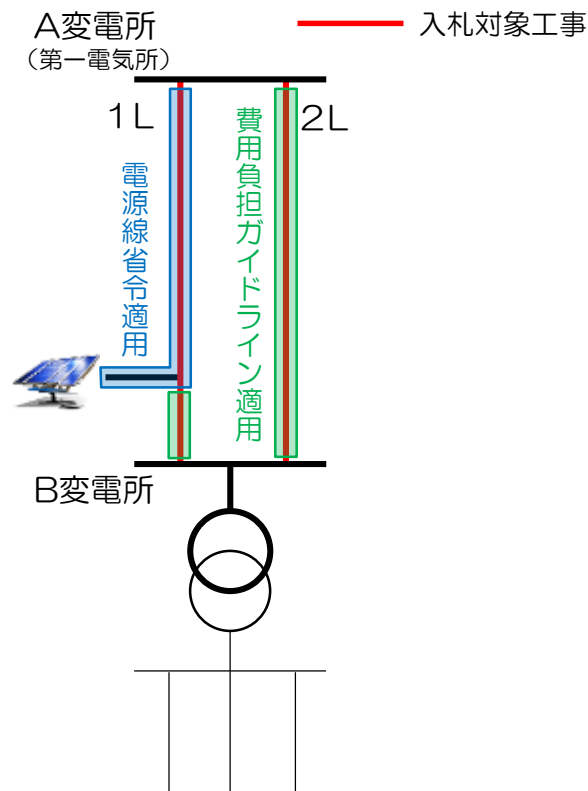 A変電所
(第一電気所)
入札対象工事
1L
2L
電源線省令適用
費用負担ガイドライン適用
B変電所